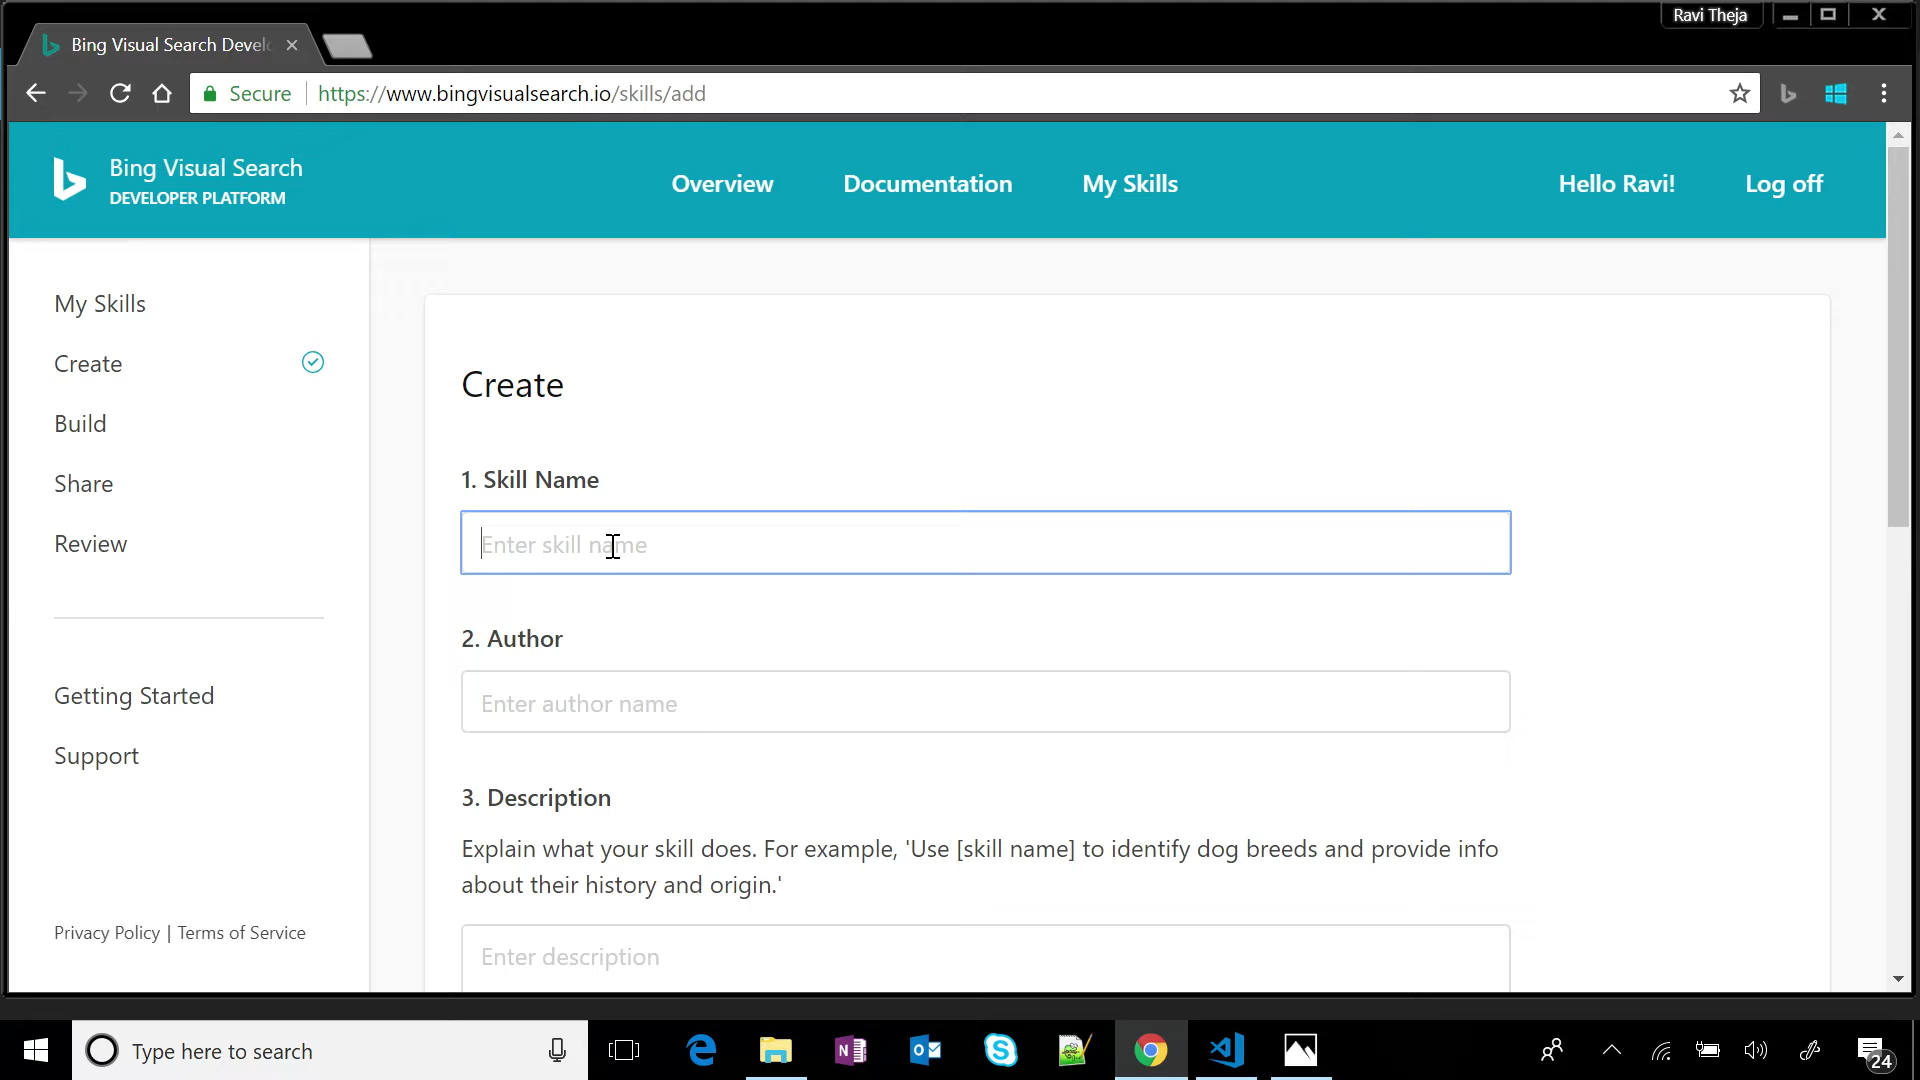 Ravi Theja
Bing Visual Search Devel
Secure
https://www.bingvisualsearch.io/skills/add
Bing Visual Search
DEVELOPER PLATFORM
Overview
Documentation
My Skills
Hello Ravi!
Log off
My Skills
Create
Build
Share
Review
Getting Started
Support
Privacy Policy | Terms of Service
Create
1. Skill Name
Enter skill name
2. Author
Enter author name
3. Description
Explain what your skill does. For example, 'Use [skill name] to identify dog breeds and provide info
about their history and origin.'
Enter description
Type here to search
24